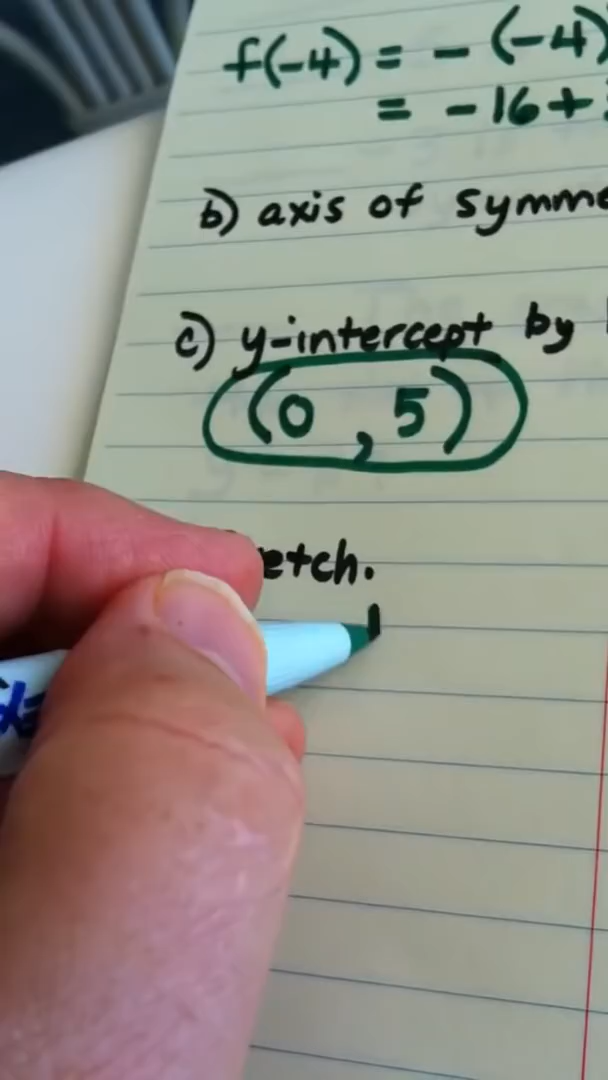 f(-4) = - (-4)
= -16 +
b) axis of symme
c) y-intercept by
(0 , 5)
etch.